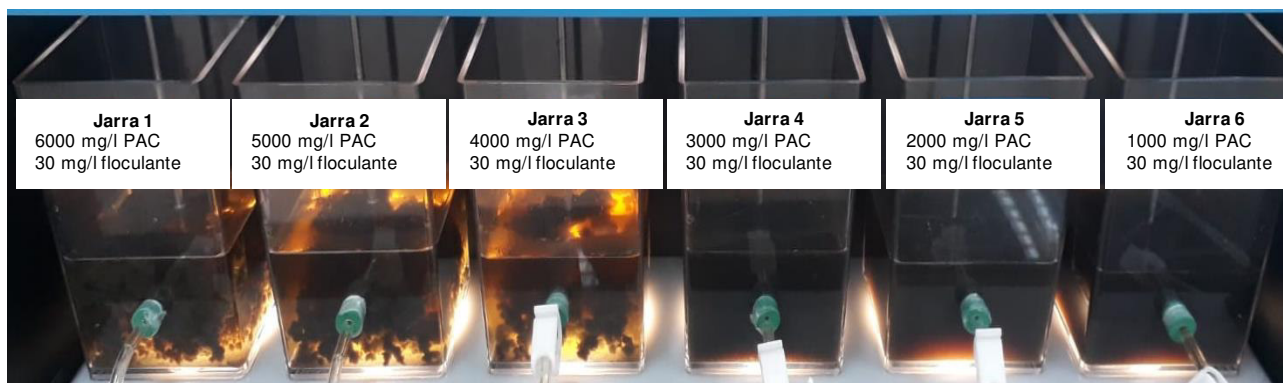 Jarra 1
6000 mg/l PAC
30 mg/l floculante
Jarra 2
5000 mg/l PAC
30 mg/l floculante
Jarra 3
4000 mg/l PAC
30 mg/l floculante
Jarra 4
3000 mg/l PAC
30 mg/l floculante
Jarra 5
2000 mg/l PAC
30 mg/l floculante
Jarra 6
1000 mg/l PAC
30 mg/l floculante